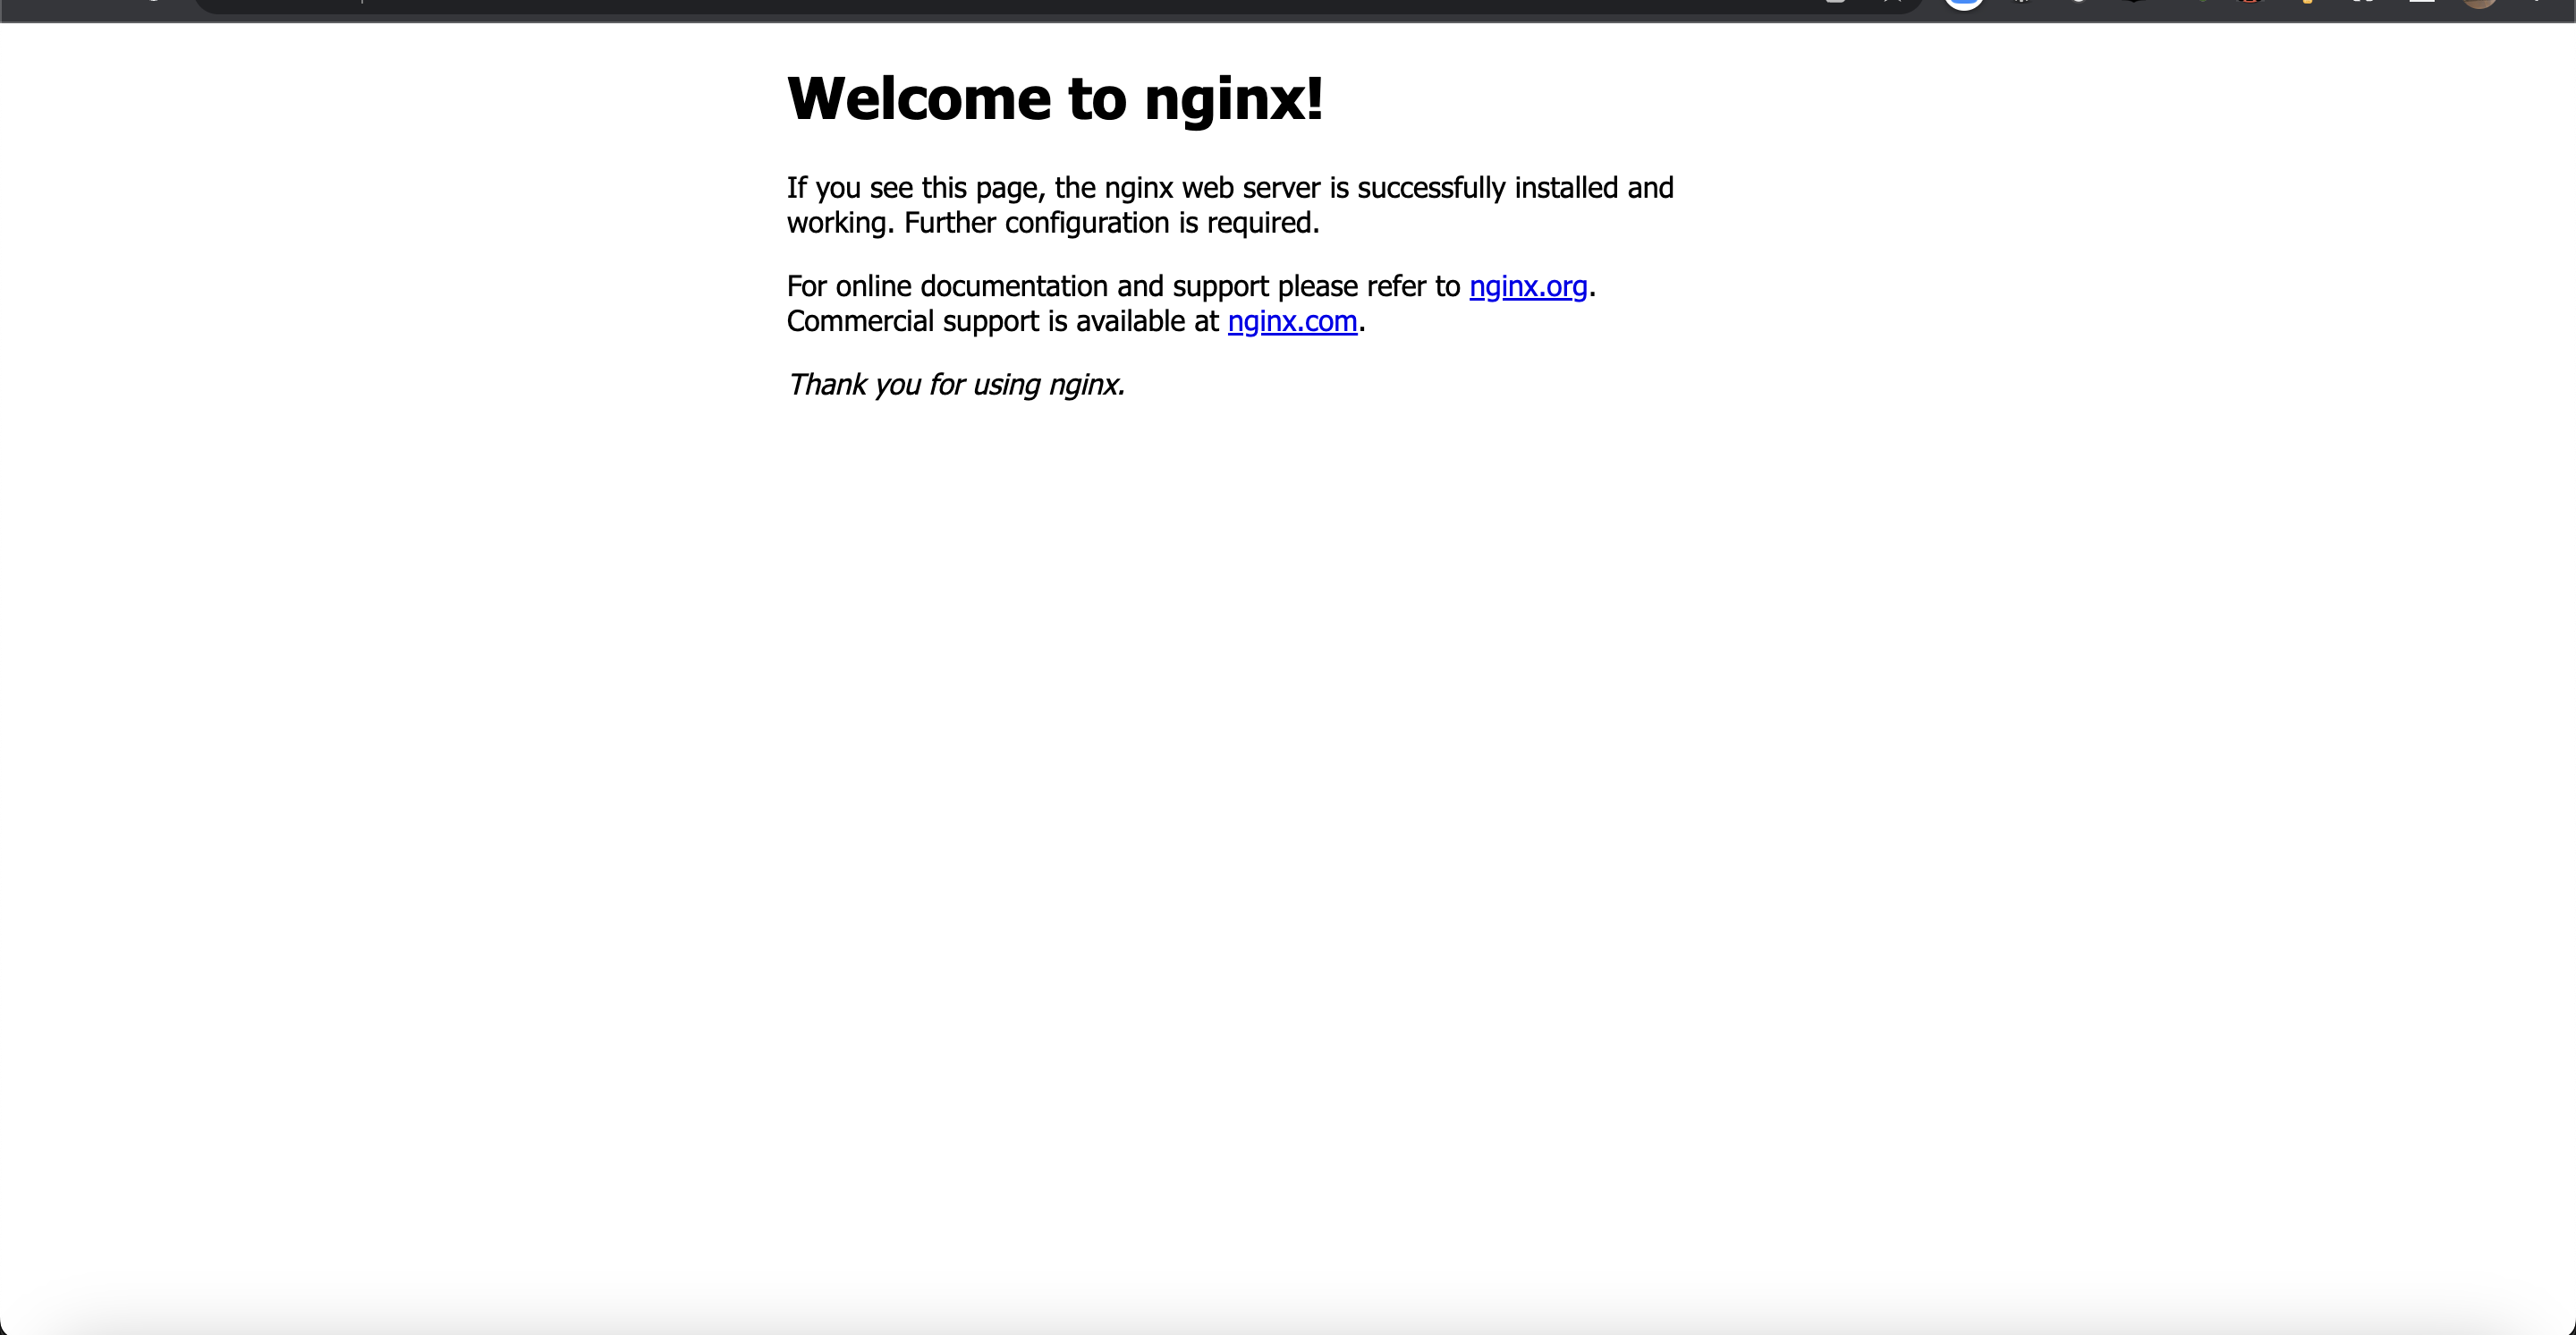 Welcome to nginx!
If you see this page, the nginx web server is successfully installed and
working. Further configuration is required.
For online documentation and support please refer to nginx.org.
Commercial support is available at nginx.com.
Thank you for using nginx.